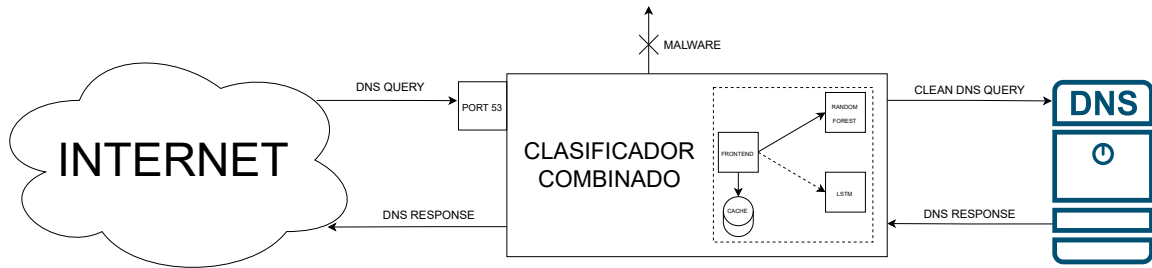 MALWARE
DNS QUERY
CLEAN DNS QUERY
PORT 53
DNS
RANDOM
FOREST
INTERNET
CLASIFICADOR
COMBINADO
FRONTEND
LSTM
CACHE
DNS RESPONSE
DNS RESPONSE